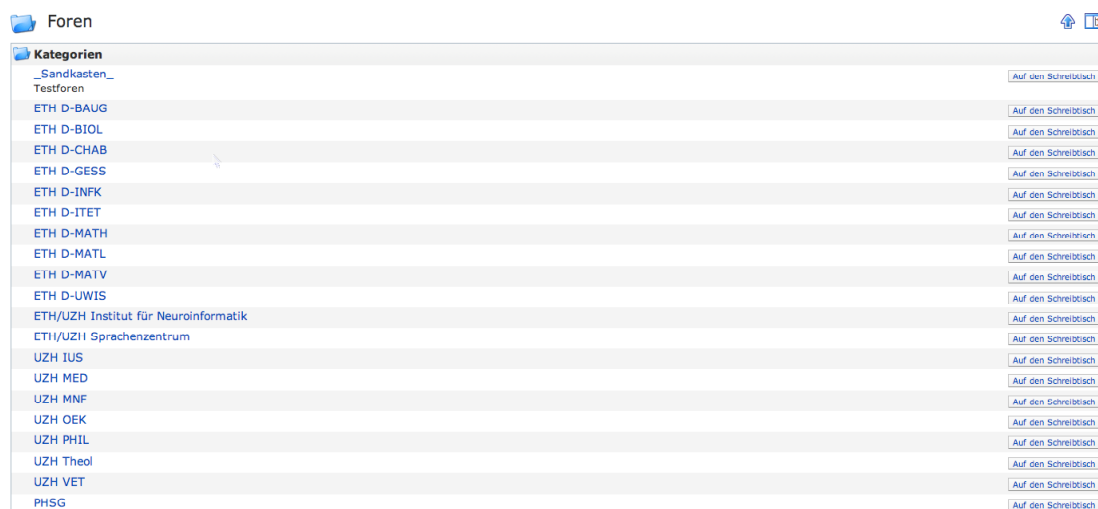 Foren
Kategorien
_Sandkasten_ Auf den Schreibtisch
Testforen
ETH D-BAUG Auf den Schreibtisch
ETH D-BIOL Auf den Schreibtisch
ETH D-CHAB Auf den Schreibtisch
ETH D-GESS Auf den Schreibtisch
ETH D-INFK Auf den Schreibtisch
ETH D-ITET Auf den Schreibtisch
ETH D-MATH Auf den Schreibtisch
ETH D-MATL Auf den Schreibtisch
ETH D-MATV Auf den Schreibtisch
ETH D-UWIS Auf den Schreibtisch
ETH/UZH Institut für Neuroinformatik Auf den Schreibtisch
ETH/UZH Sprachenzentrum Auf den Schreibtisch
UZH IUS Auf den Schreibtisch
UZH MED Auf den Schreibtisch
UZH MNF Auf den Schreibtisch
UZH OEK Auf den Schreibtisch
UZH PHIL Auf den Schreibtisch
UZH Theol Auf den Schreibtisch
UZH VET Auf den Schreibtisch
PHSG Auf den Schreibtisch